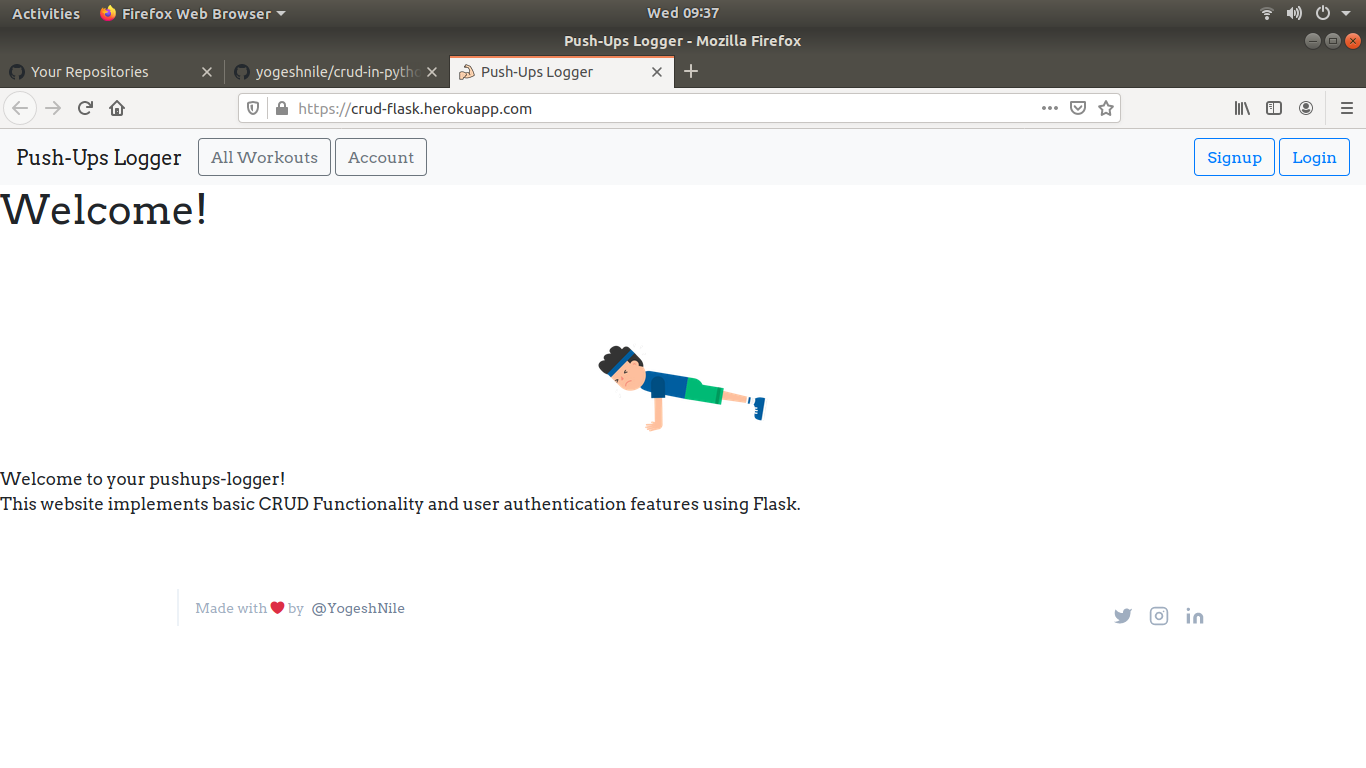 Activities Firefox Web Browser Wed 09:37
Push-Ups Logger - Mozilla Firefox
Your Repositories yogeshnile/crud-in-pytho Push-Ups Logger
https://crud-flask.herokuapp.com
Push-Ups Logger All Workouts Account Signup Login
Welcome!
Welcome to your pushups-logger!
This website implements basic CRUD Functionality and user authentication features using Flask.
Made with ❤ by @YogeshNile